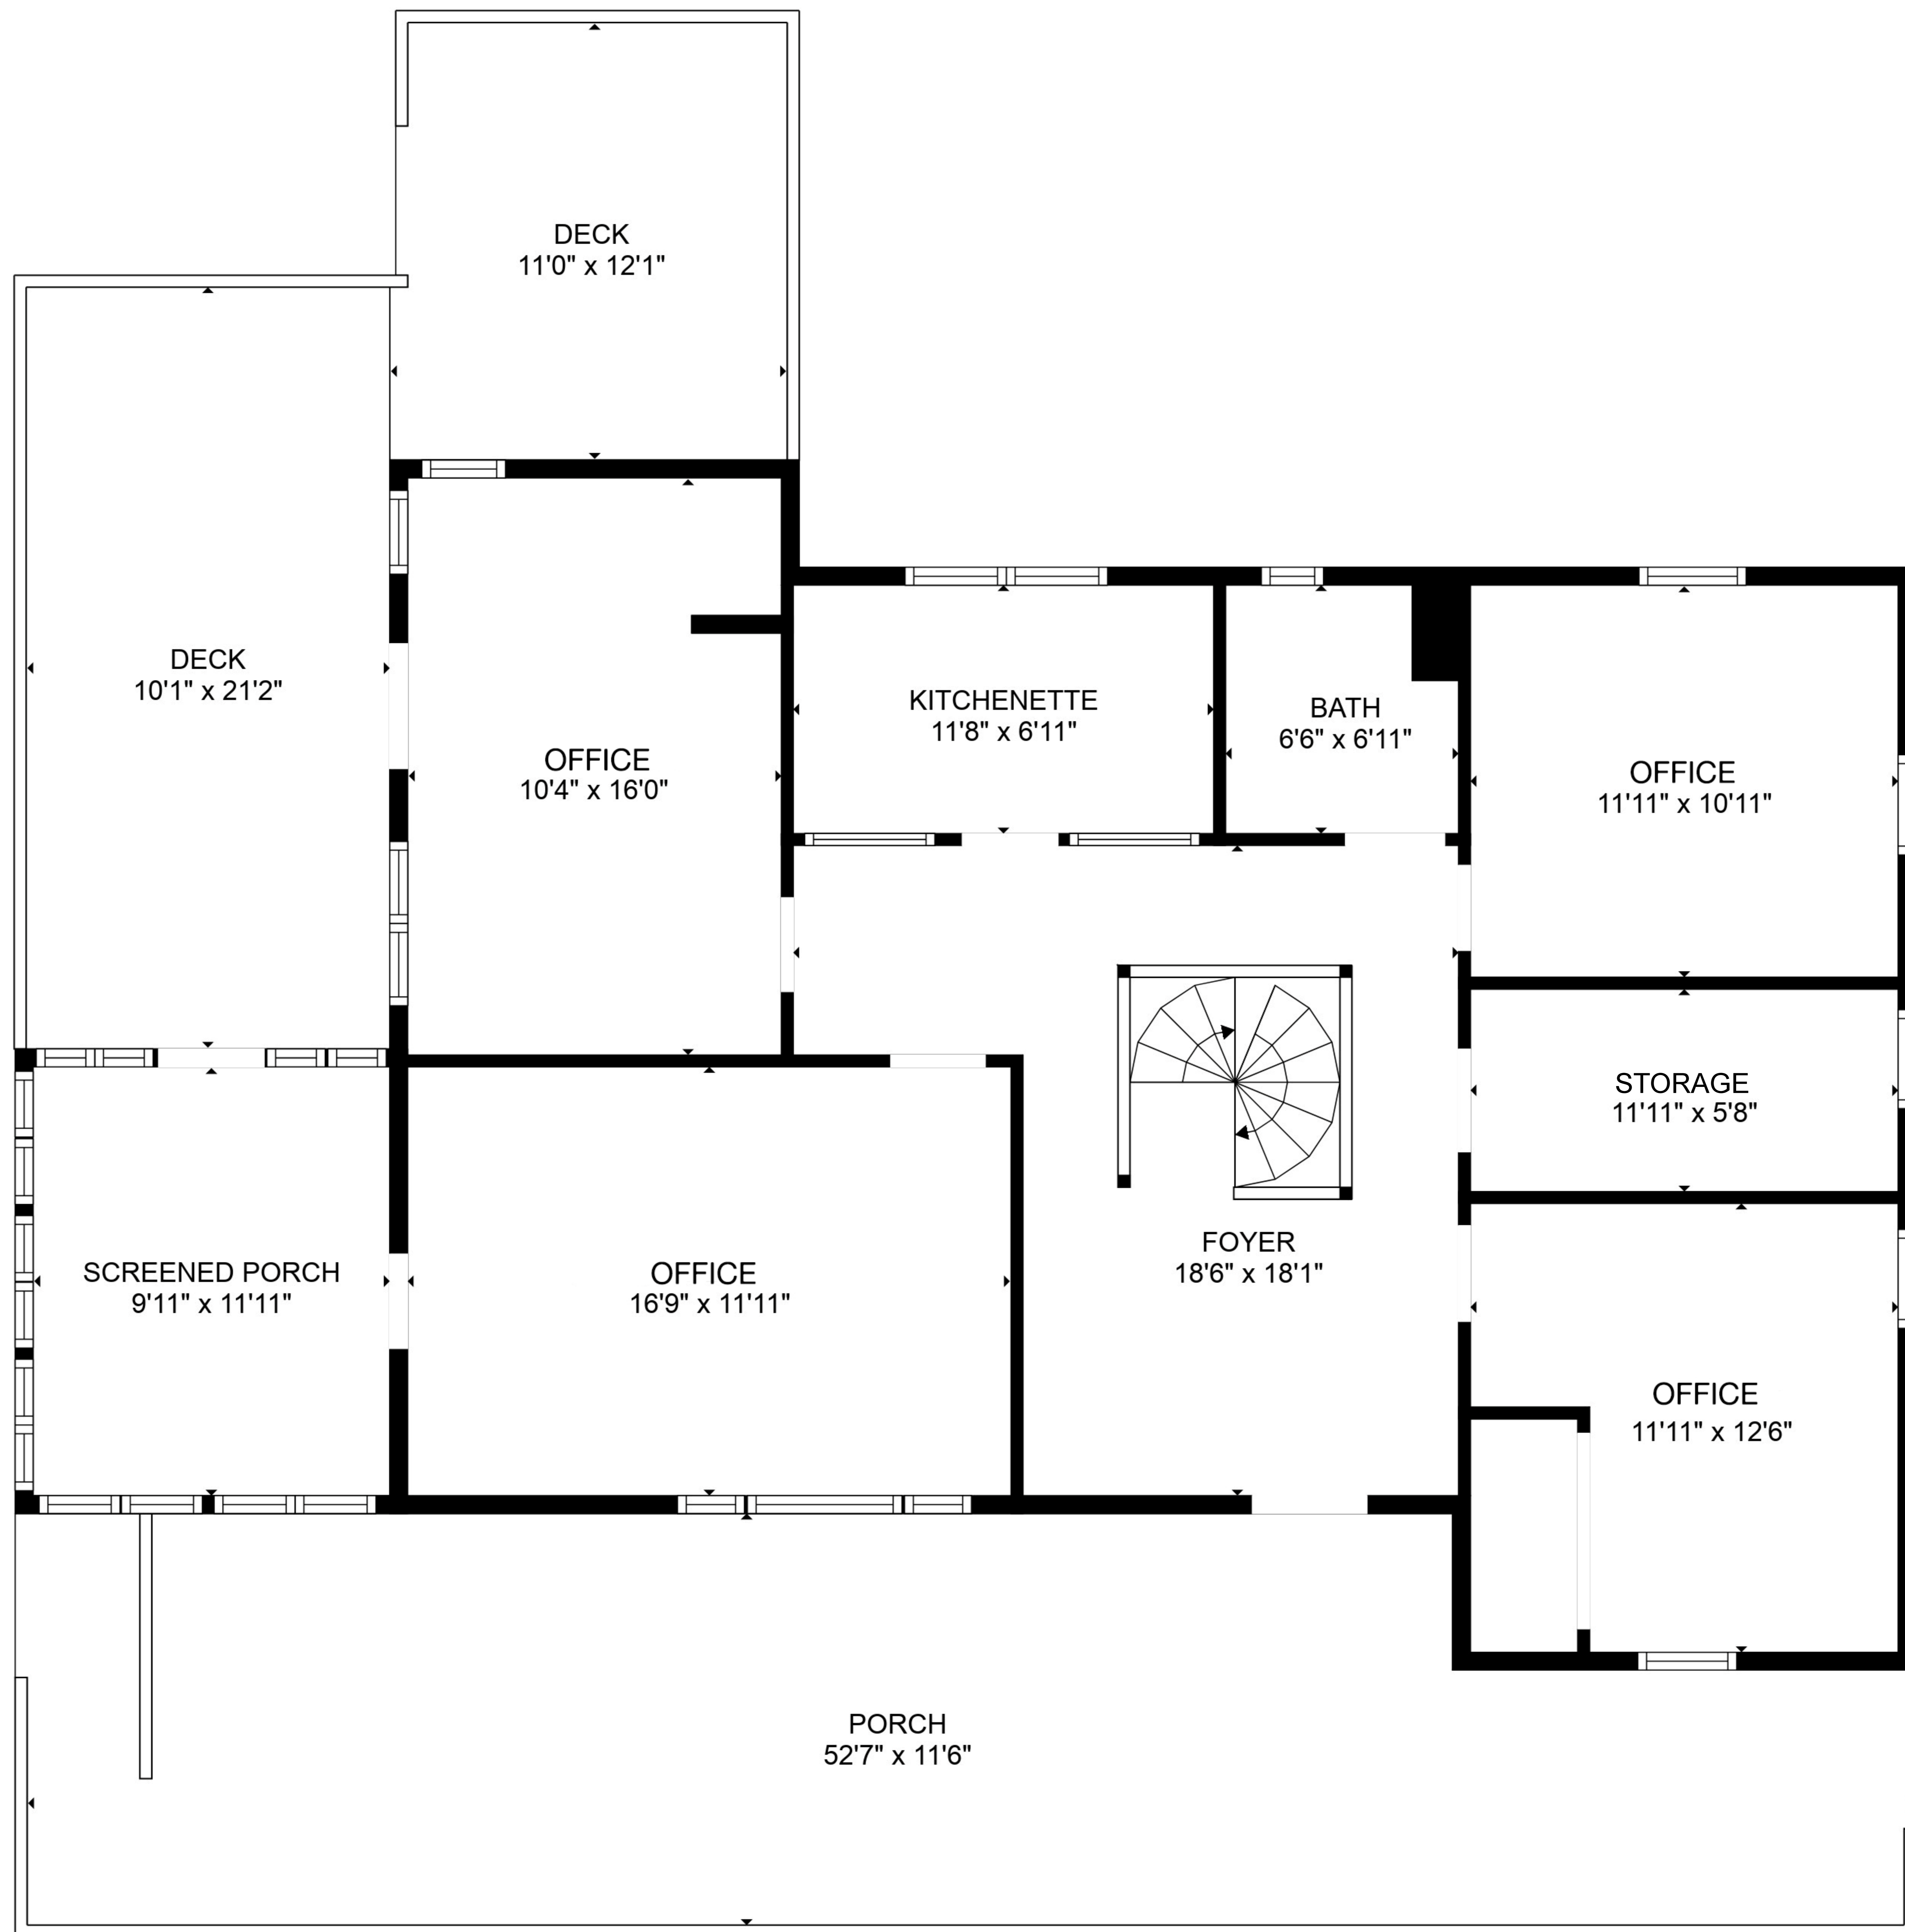 DECK
11'0" x 12'1"
DECK
10'1" x 21'2"
OFFICE
10'4" x 16'0"
KITCHENETTE
11'8" x 6'11"
BATH
6'6" x 6'11"
OFFICE
11'11" x 10'11"
STORAGE
11'11" x 5'8"
SCREENED PORCH
9'11" x 11'11"
OFFICE
16'9" x 11'11"
FOYER
18'6" x 18'1"
OFFICE
11'11" x 12'6"
PORCH
52'7" x 11'6"